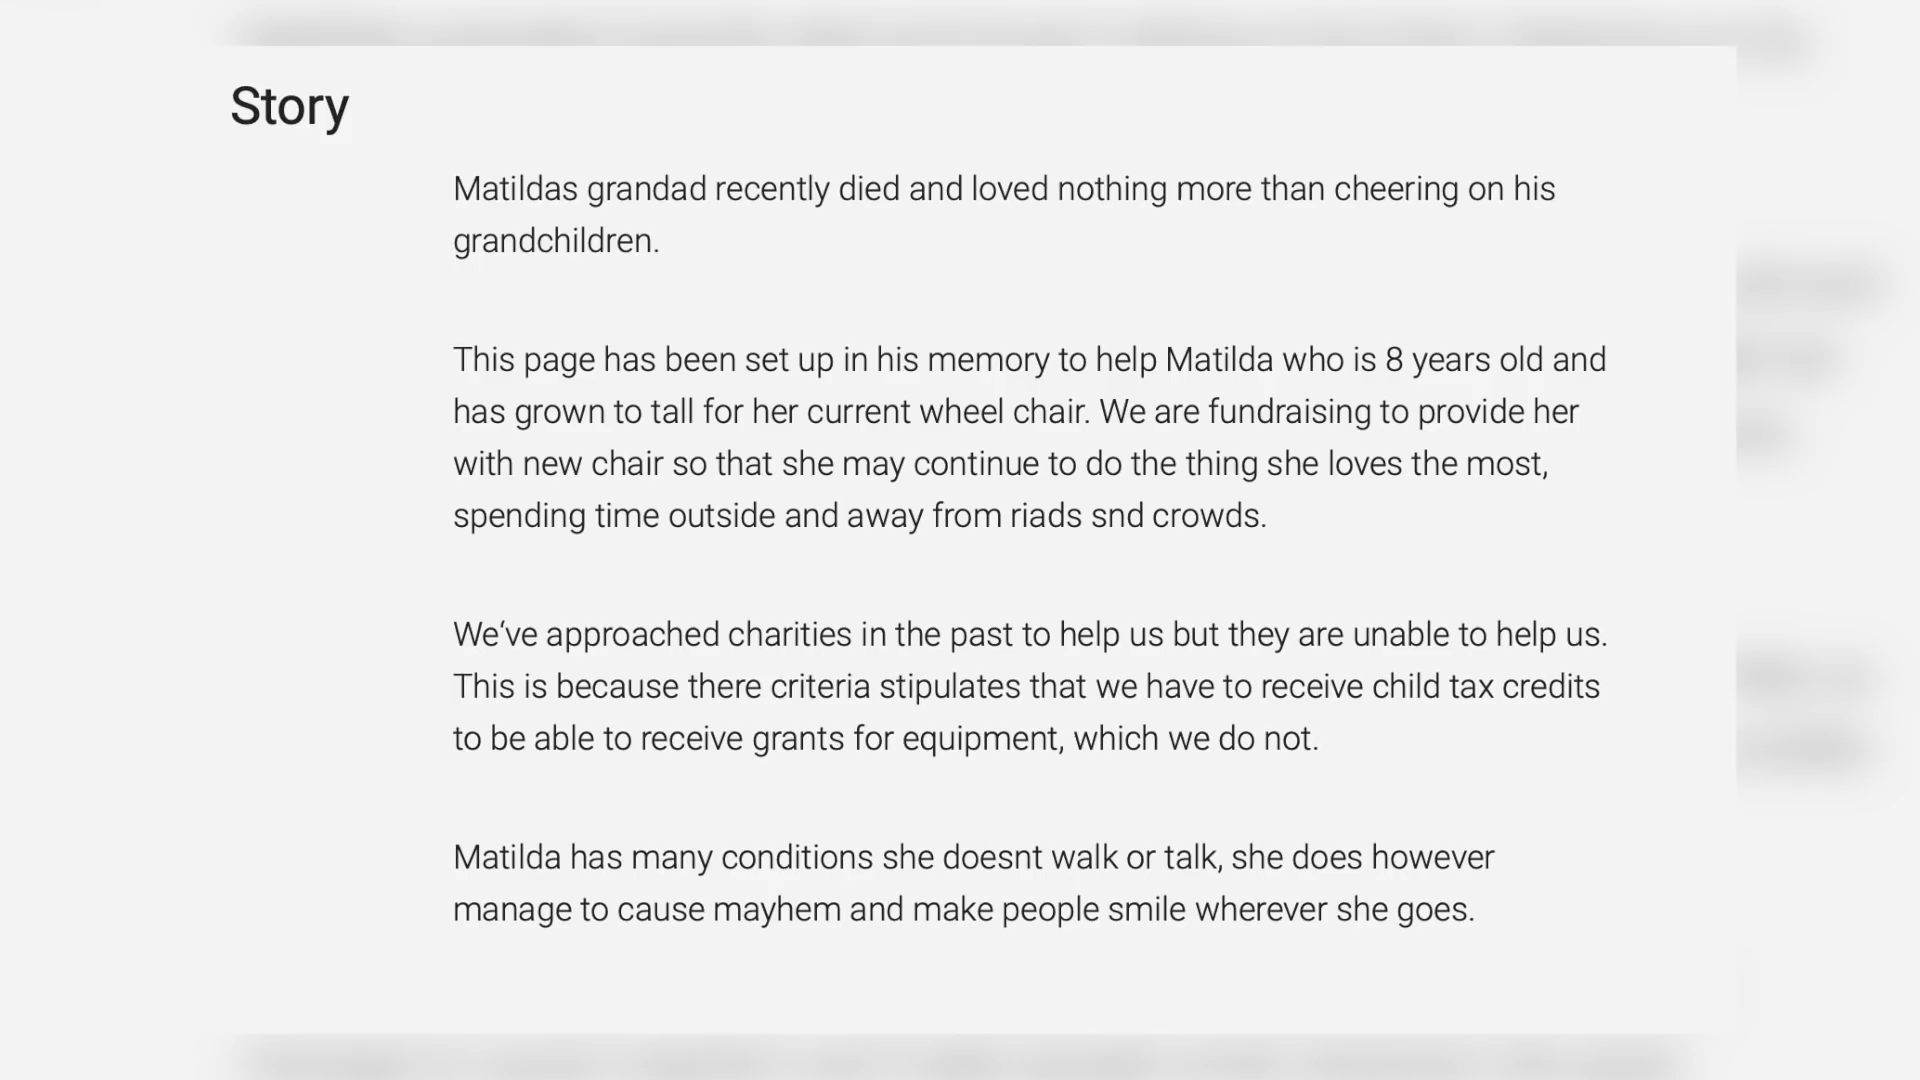 Story
Matildas grandad recently died and loved nothing more than cheering on his
grandchildren.
This page has been set up in his memory to help Matilda who is 8 years old and
has grown to tall for her current wheel chair. We are fundraising to provide her
with new chair so that she may continue to do the thing she loves the most,
spending time outside and away from riads snd crowds.
We‘ve approached charities in the past to help us but they are unable to help us.
This is because there criteria stipulates that we have to receive child tax credits
to be able to receive grants for equipment, which we do not.
Matilda has many conditions she doesnt walk or talk, she does however
manage to cause mayhem and make people smile wherever she goes.